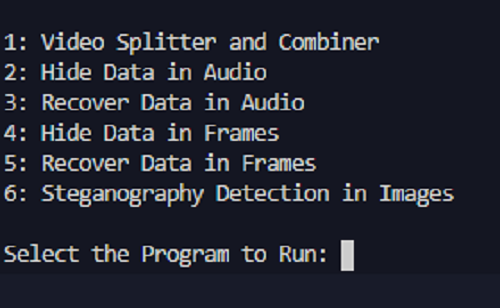 1: Video Splitter and Combiner
2: Hide Data in Audio
3: Recover Data in Audio
4: Hide Data in Frames
5: Recover Data in Frames
6: Steganography Detection in Images
Select the Program to Run: